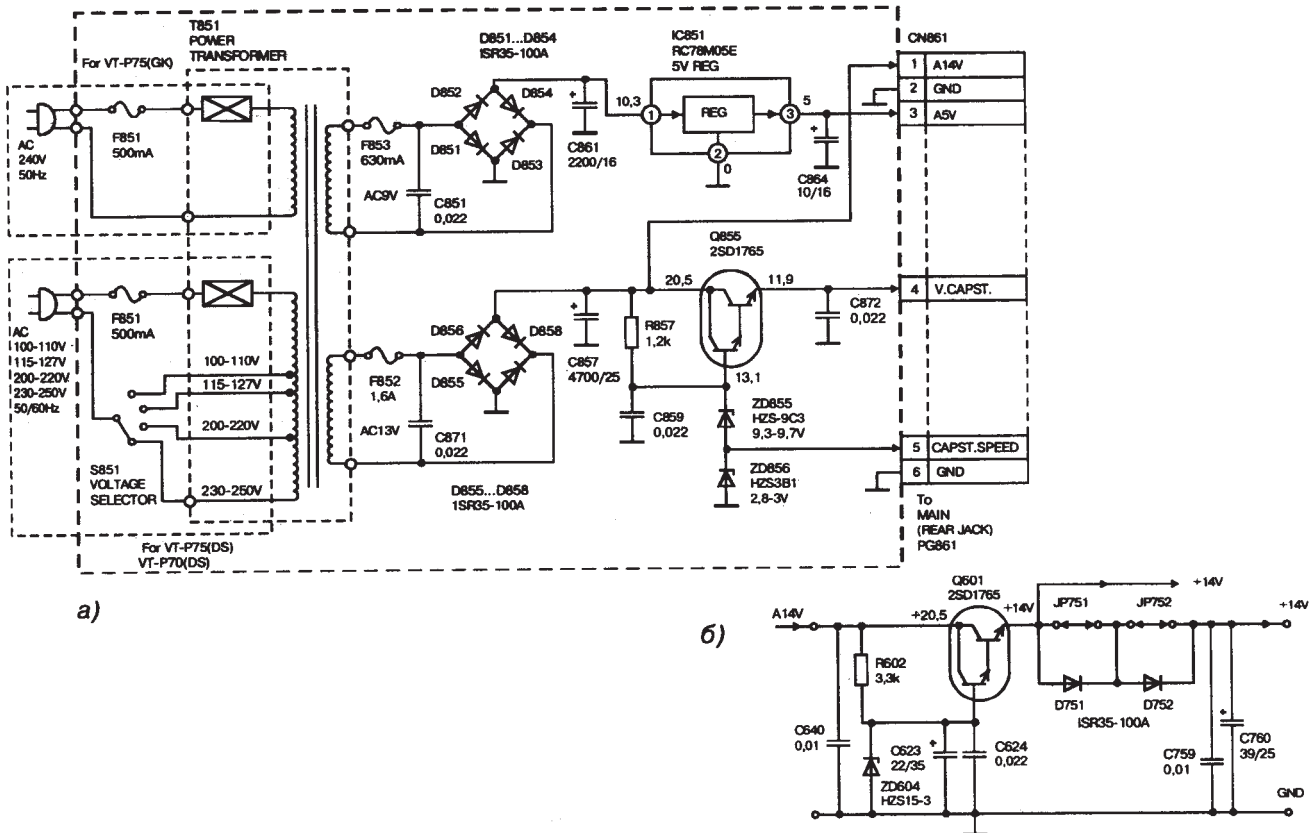 For VT-P75(GK)
T851
POWER
TRANSFORMER
AC
240V
50Hz
F851
500mA
F853
630mA
AC9V
C851
0,022
D851...D854
ISR35-100A
D852
D854
D851
D853
+
C861
2200/16
IC851
RC78M05E
5V REG
10,3
1
REG
3
5
2
0
+
C864
10/16
CN861
1 A14V
2 GND
3 A5V
4 V.CAPST.
5 CAPST.SPEED
6 GND
To
MAIN
(REAR JACK)
PG861
AC
100-110V
115-127V
200-220V
230-250V
50/60Hz
F851
500mA
100-110V
115-127V
200-220V
230-250V
S851
VOLTAGE
SELECTOR
For VT-P75(DS)
VT-P70(DS)
F852
1,6A
AC13V
C871
0,022
D856
D858
D855
D855...D858
1SR35-100A
+
C857
4700/25
R857
1,2k
C859
0,022
Q855
2SD1765
20,5
11,9
13,1
C872
0,022
ZD855
HZS-9C3
9,3-9,7V
ZD856
HZS3B1
2,8-3V
а)
б)
A14V
C640
0,01
R602
3,3k
ZD604
HZS15-3
+
C623
22/35
C624
0,022
+20,5
Q601
2SD1765
+14V
JP751
JP752
+14V
+14V
D751
D752
ISR35-100A
C759
0,01
+
C760
39/25
GND